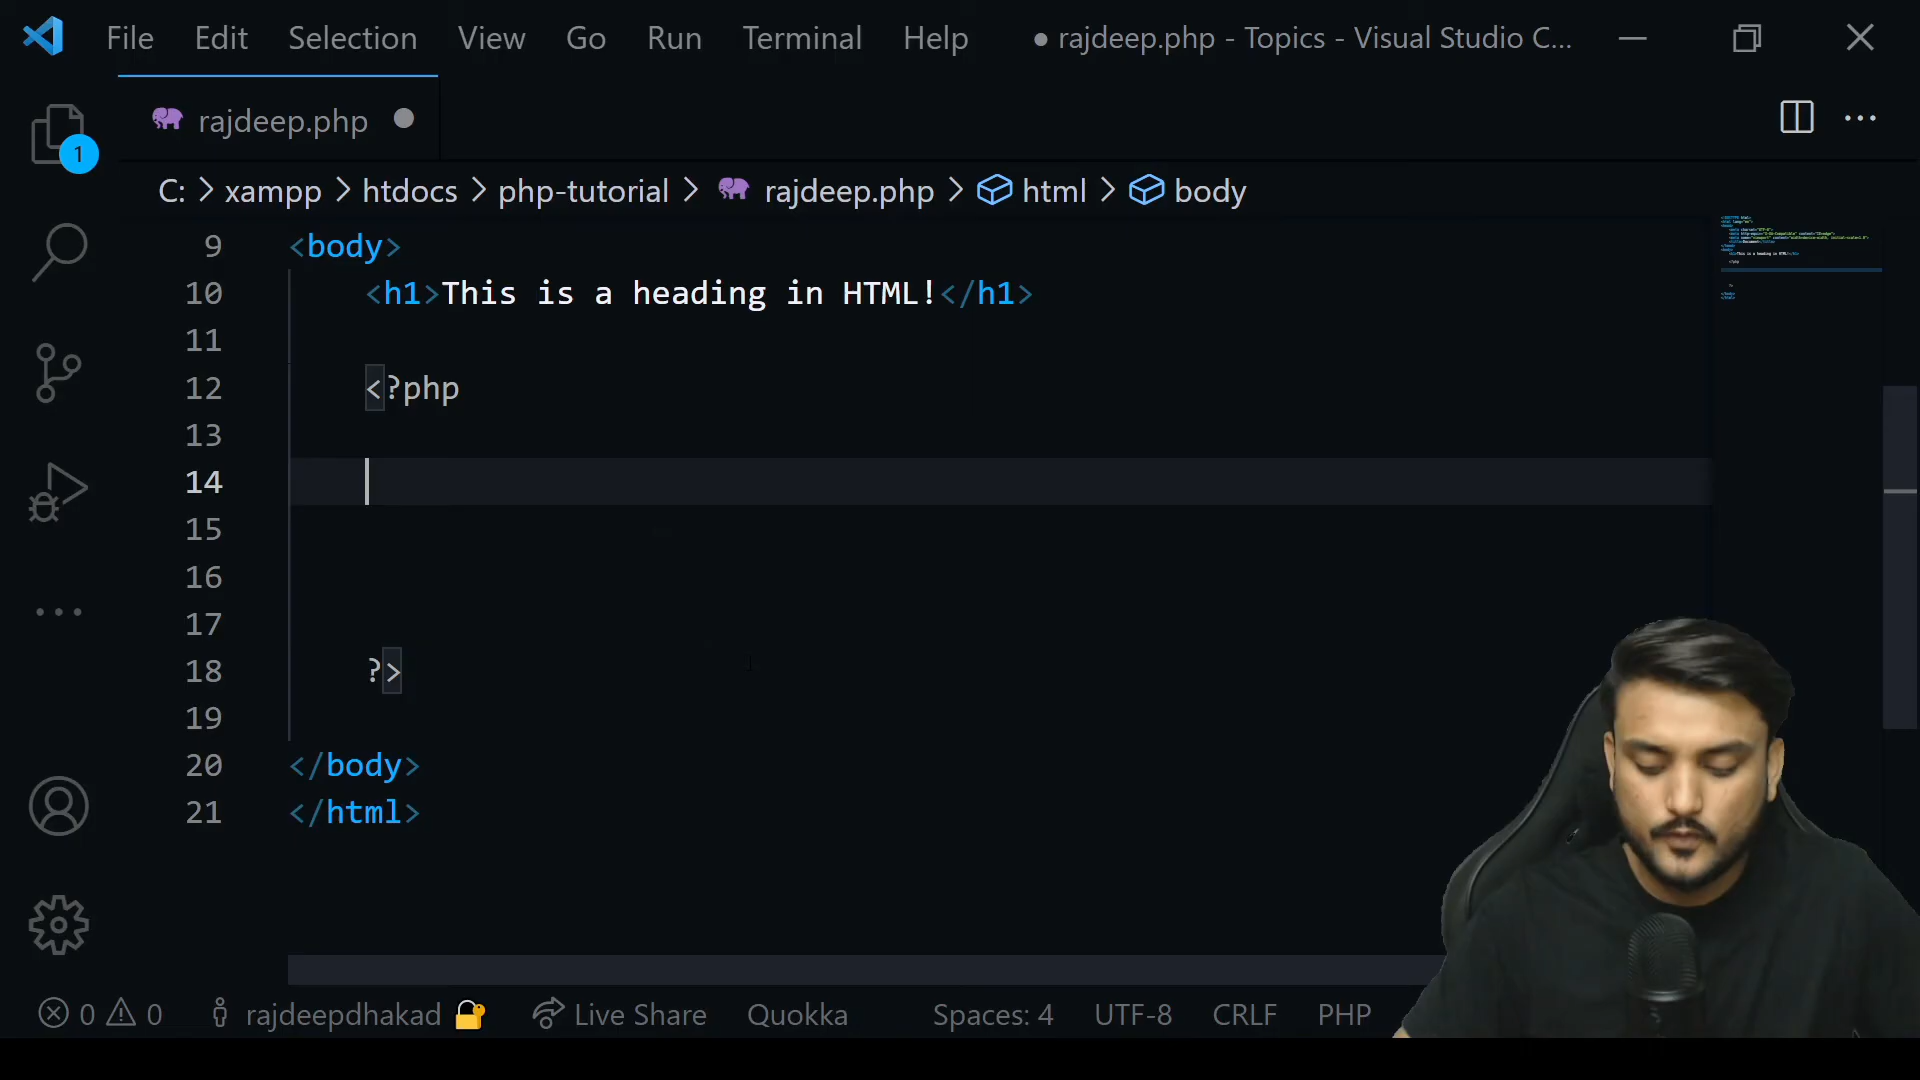 File Edit Selection View Go Run Terminal Help ● rajdeep.php - Topics - Visual Studio C...
rajdeep.php
1
C: > xampp > htdocs > php-tutorial > rajdeep.php > html > body
9 <body>
10 <h1>This is a heading in HTML!</h1>
11
12 <?php
13
14
15
16
17
18 ?>
19
20 </body>
21 </html>
0 0 rajdeepdhakad Live Share Quokka Spaces: 4 UTF-8 CRLF PHP